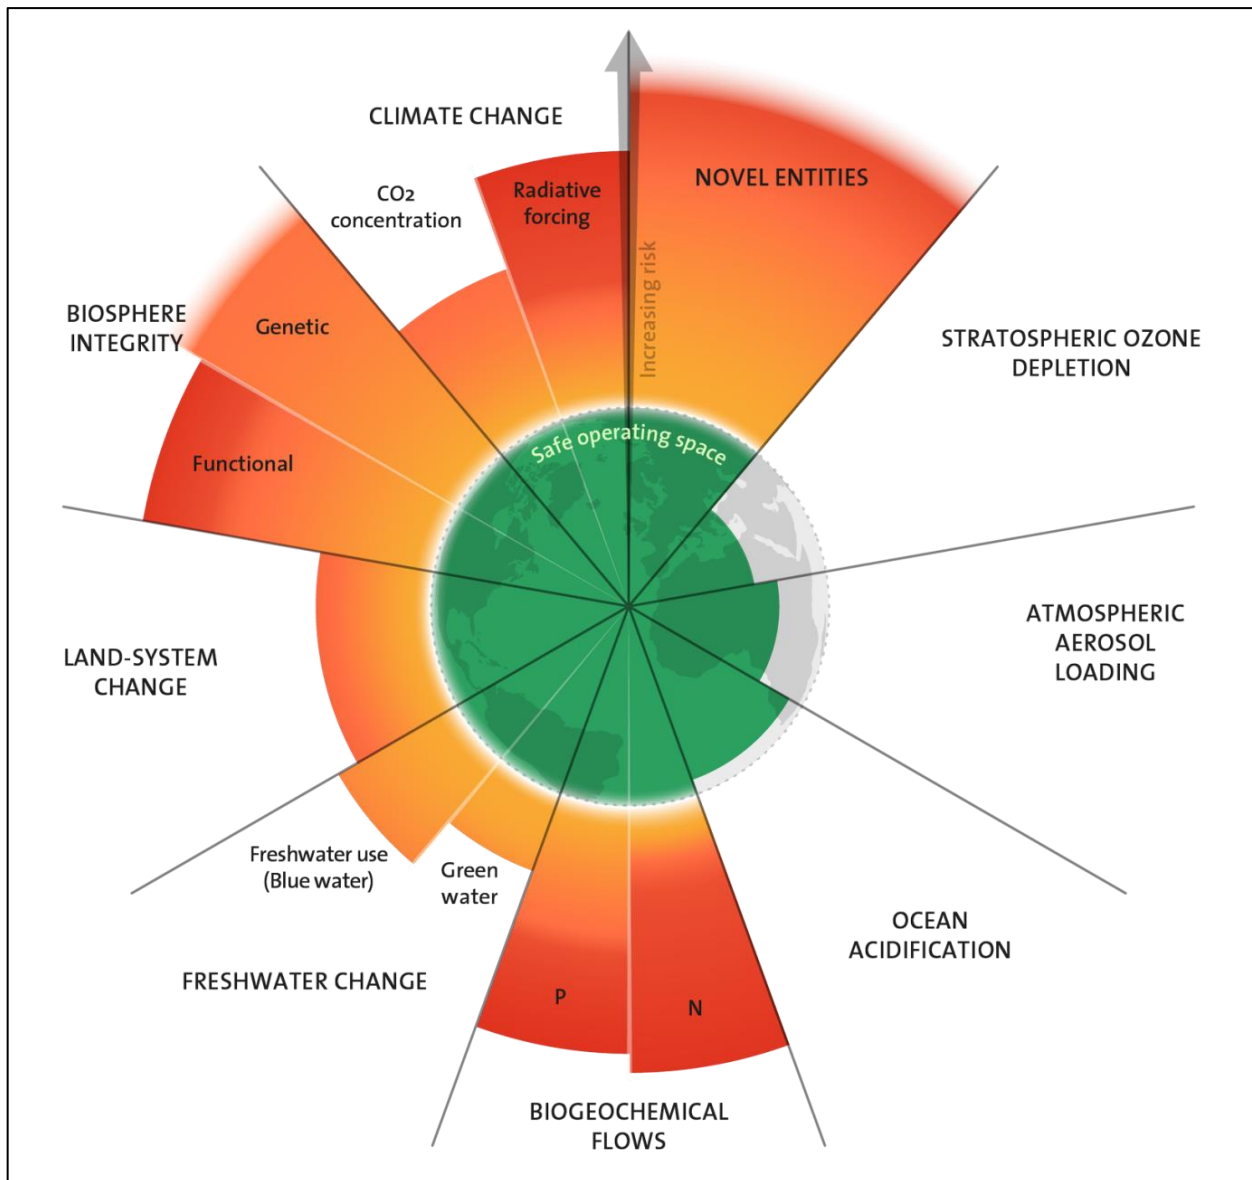 CLIMATE CHANGE
CO2
concentration
Radiative
forcing
NOVEL ENTITIES
Increasing risk
BIOSPHERE
INTEGRITY
Genetic
Functional
STRATOSPHERIC OZONE
DEPLETION
Safe operating space
LAND-SYSTEM
CHANGE
ATMOSPHERIC
AEROSOL
LOADING
Freshwater use
(Blue water)
Green
water
FRESHWATER CHANGE
OCEAN
ACIDIFICATION
P
N
BIOGEOCHEMICAL
FLOWS